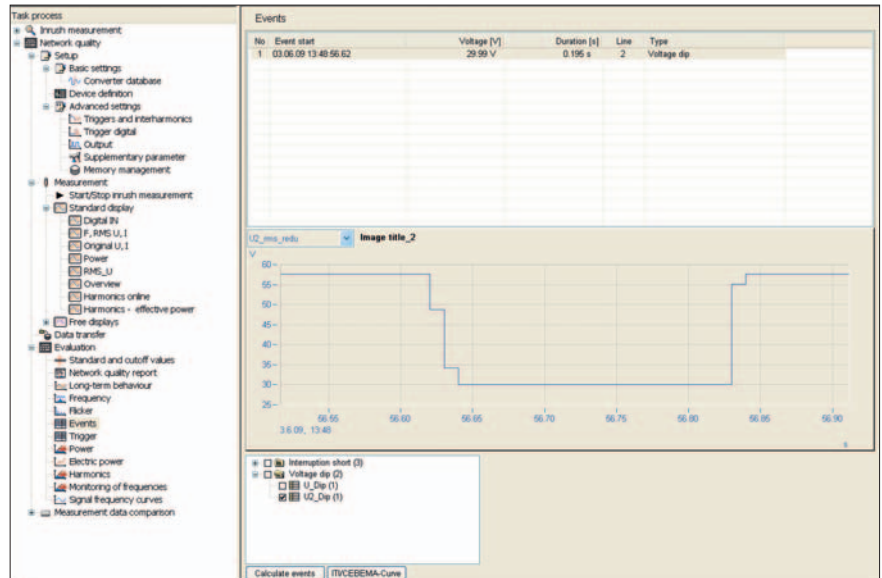 Task process
Inrush measurement
Network quality
Setup
Basic settings
Converter database
Device definition
Advanced settings
Triggers and interharmonics
Trigger digital
Output
Supplementary parameter
Memory management
Measurement
Start/Stop inrush measurement
Standard display
Digital IN
F, RMS U, I
Original U, I
Power
RMS_U
Overview
Harmonics online
Harmonics - effective power
Free displays
Data transfer
Evaluation
Standard and cutoff values
Network quality report
Long-term behaviour
Frequency
Flicker
Events
Trigger
Power
Electric power
Harmonics
Monitoring of frequencies
Signal frequency curves
Measurement data comparison
Events
No Event start Voltage [V] Duration [s] Line Type
1 03.06.09 13:48:56.62 29.99 V 0.195 s 2 Voltage dip
U2_rms_redu Image title_2
V
60
55
50
45
40
35
30
25
56.55 56.60 56.65 56.70 56.75 56.80 56.85 56.90
3.6.09, 13:48
s
Interruption short (3)
Voltage dip (2)
U_Dip (1)
U2_Dip (1)
Calculate events ITI/CEBEMA-Curve